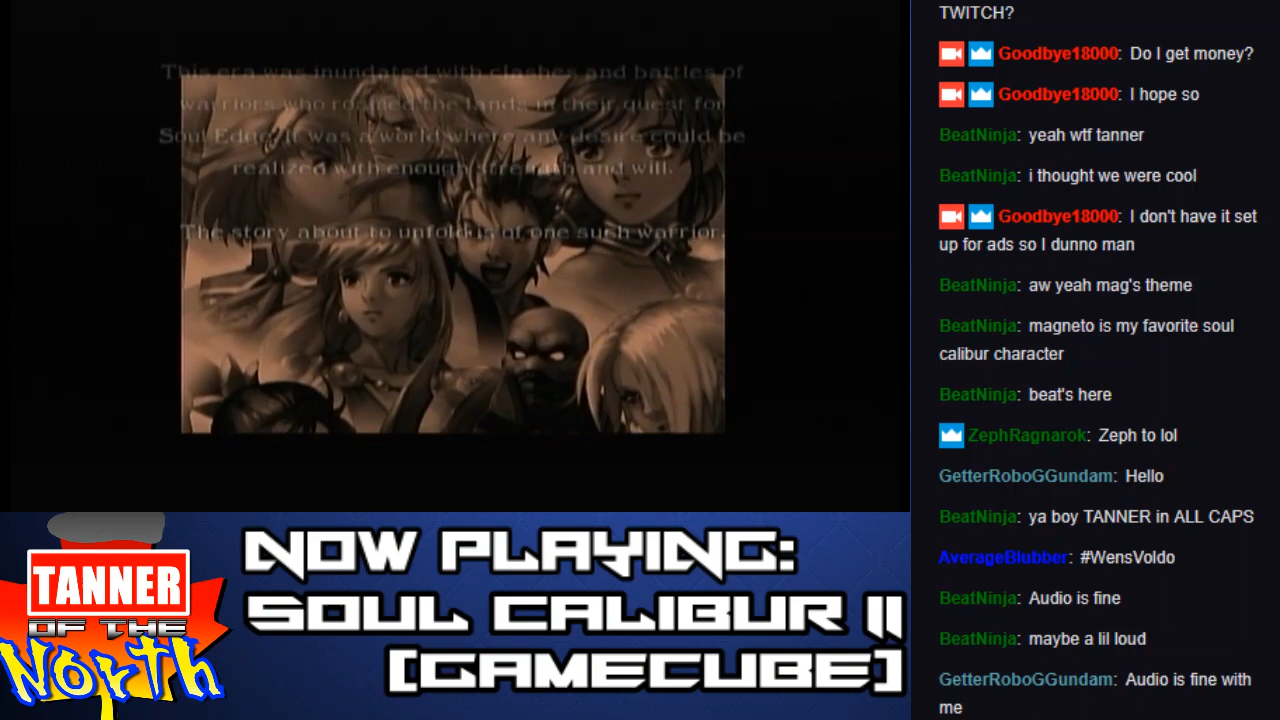 This era was inundated with clashes and battles of
warriors who roamed the lands in their quest for
Soul Edge. It was a world where any desire could be
realized with enough strength and will.
The story about to unfold is of one such warrior.
TANNER
OF THE
North
NOW PLAYING:
SOUL CALIBUR II
[GAMECUBE]
TWITCH?
Goodbye18000: Do I get money?
Goodbye18000: I hope so
BeatNinja: yeah wtf tanner
BeatNinja: i thought we were cool
Goodbye18000: I don't have it set
up for ads so I dunno man
BeatNinja: aw yeah mag's theme
BeatNinja: magneto is my favorite soul
calibur character
BeatNinja: beat's here
ZephRagnarok: Zeph to lol
GetterRoboGGundam: Hello
BeatNinja: ya boy TANNER in ALL CAPS
AverageBlubber: #WensVoldo
BeatNinja: Audio is fine
BeatNinja: maybe a lil loud
GetterRoboGGundam: Audio is fine with
me